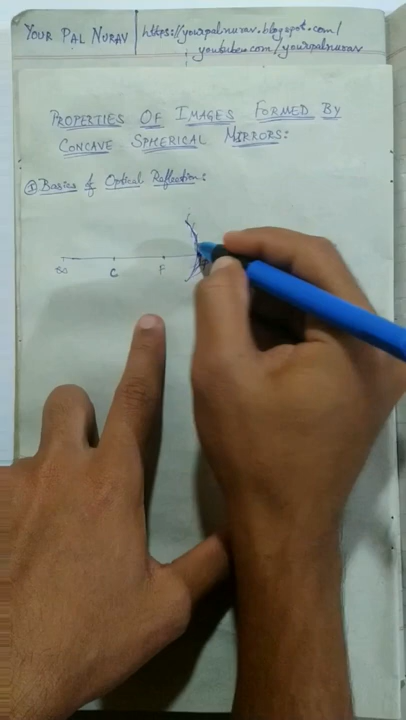 YOUR PAL NURAV
https://yourpalnurav.blogspot.com/
youtube.com/yourpalnurav
PROPERTIES OF IMAGES FORMED BY
CONCAVE SPHERICAL MIRRORS:
① Basics of Optical Reflection:
∞ C F